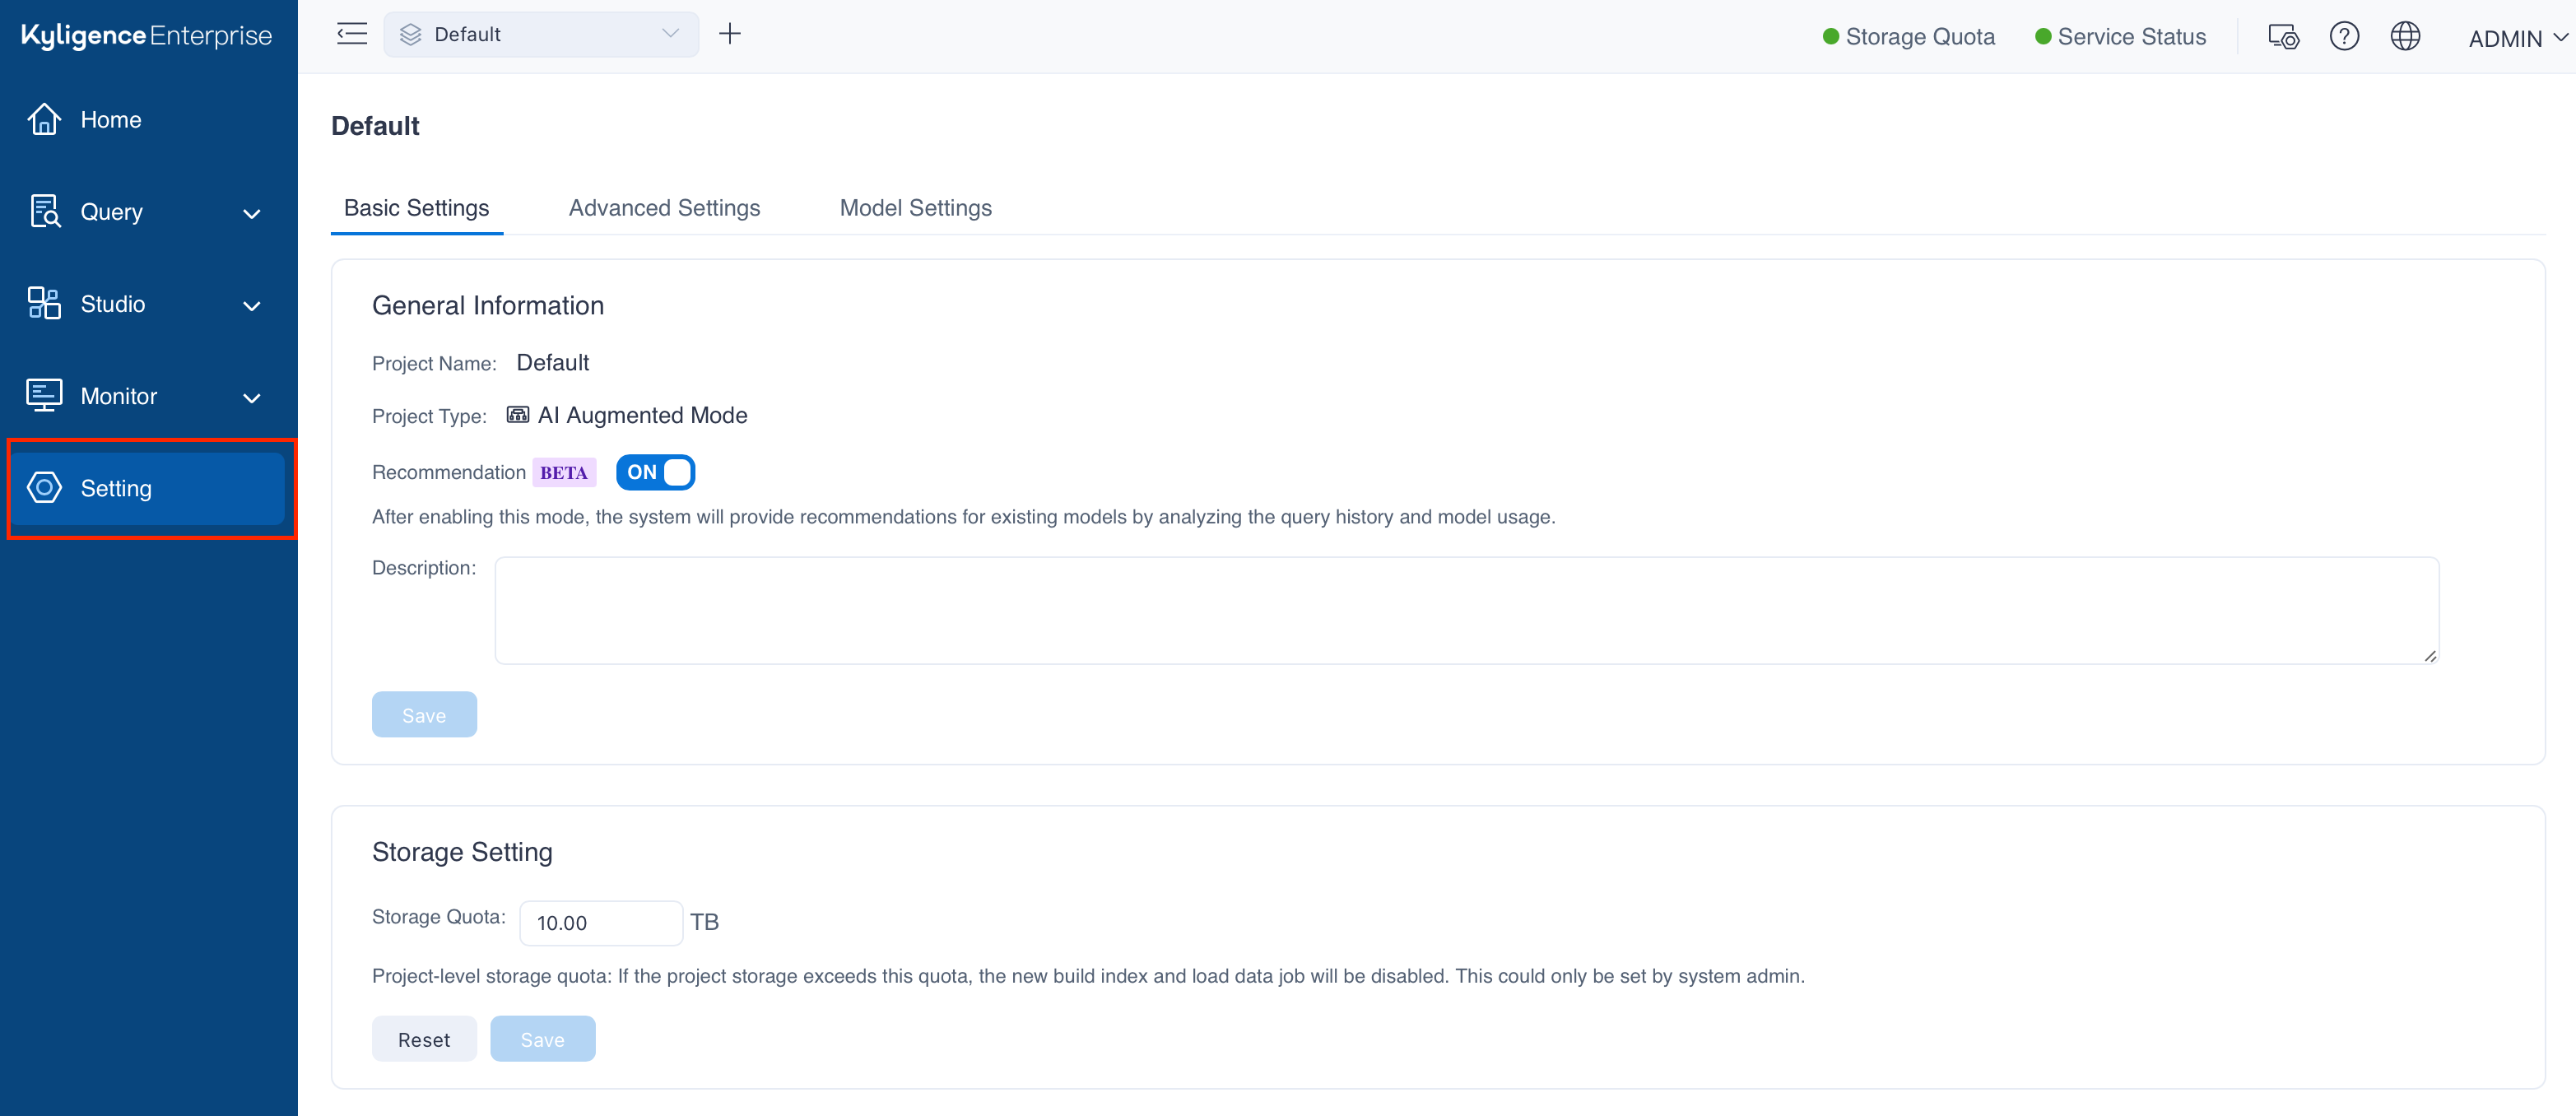 Kyligence Enterprise
Default
Storage Quota
Service Status
ADMIN
Home
Query
Studio
Monitor
Setting
Default
Basic Settings
Advanced Settings
Model Settings
General Information
Project Name: Default
Project Type: AI Augmented Mode
Recommendation BETA ON
After enabling this mode, the system will provide recommendations for existing models by analyzing the query history and model usage.
Description:
Save
Storage Setting
Storage Quota: 10.00 TB
Project-level storage quota: If the project storage exceeds this quota, the new build index and load data job will be disabled. This could only be set by system admin.
Reset
Save